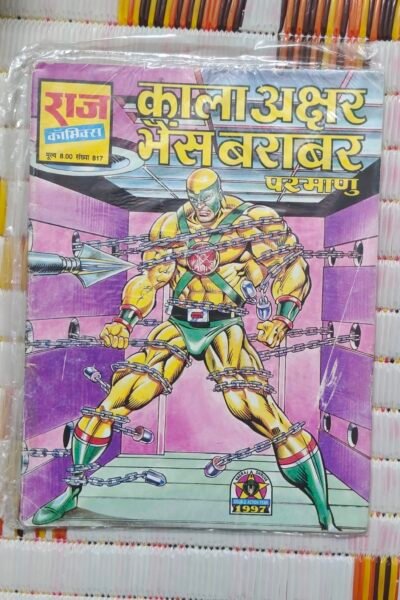 राज
कॉमिक्स
मूल्य 8.00 संख्या 817
काला अक्षर
भैंस बराबर
परमाणु
1997